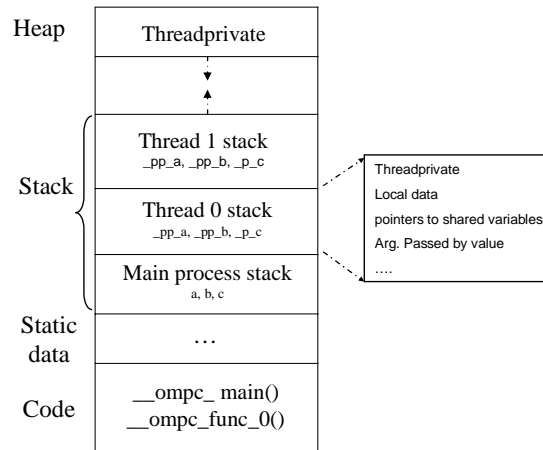 Heap
Threadprivate
Stack
Thread 1 stack
_pp_a, _pp_b, _p_c
Thread 0 stack
_pp_a, _pp_b, _p_c
Main process stack
a, b, c
Threadprivate
Local data
pointers to shared variables
Arg. Passed by value
....
Static
data
...
Code
__ompc_ main()
__ompc_func_0()